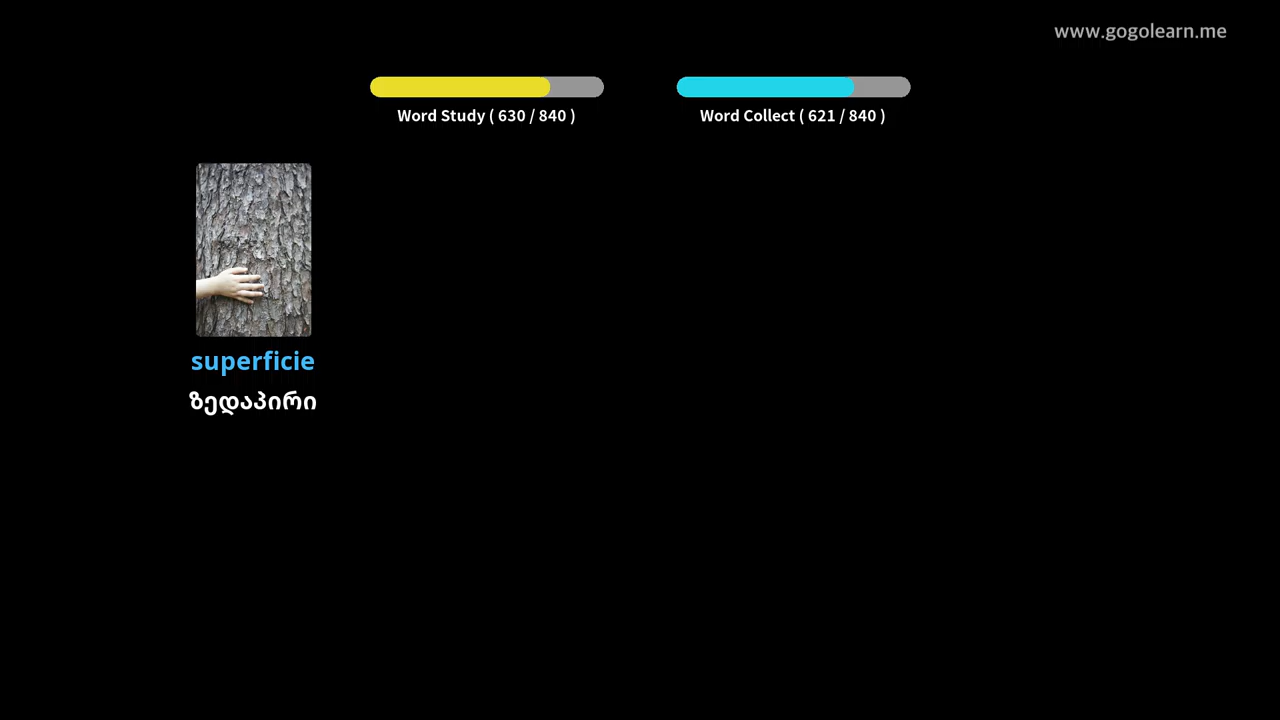 www.gogolearn.me
Word Study ( 630 / 840 )
Word Collect ( 621 / 840 )
superficie
ზედაპირი